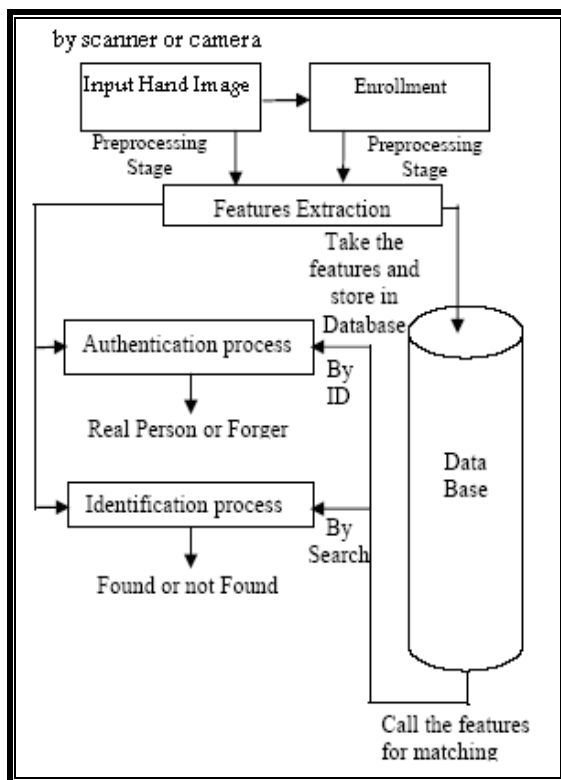 by scanner or camera
Input Hand Image
Enrollment
Preprocessing
Stage
Preprocessing
Stage
Features Extraction
Take the
features and
store in
Database
Authentication process
By
ID
Real Person or Forger
Data
Base
Identification process
By
Search
Found or not Found
Call the features
for matching